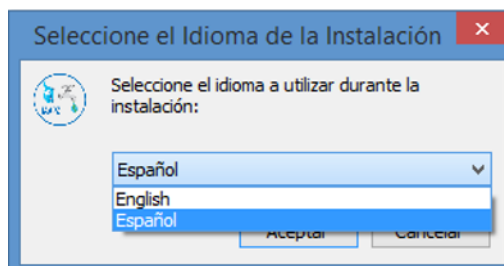 Seleccione el Idioma de la Instalación
Seleccione el idioma a utilizar durante la
instalación:
Español
English
Español
Aceptar
Cancelar